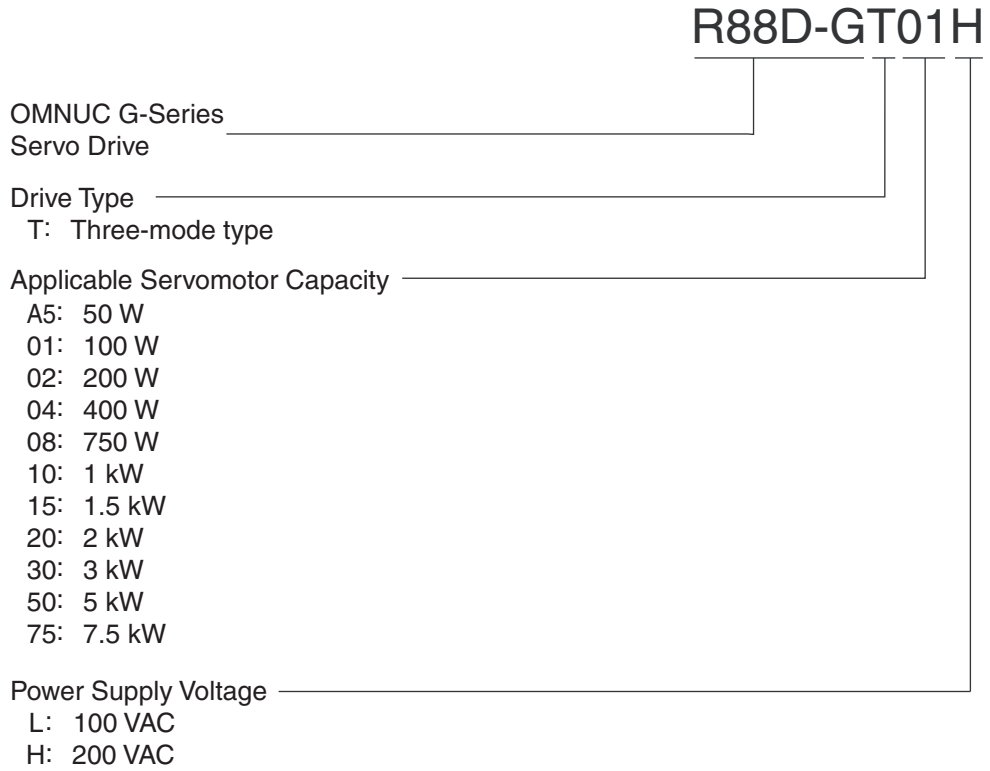 R88D-GT01H
OMNUC G-Series
Servo Drive
Drive Type
T: Three-mode type
Applicable Servomotor Capacity
A5: 50 W
01: 100 W
02: 200 W
04: 400 W
08: 750 W
10: 1 kW
15: 1.5 kW
20: 2 kW
30: 3 kW
50: 5 kW
75: 7.5 kW
Power Supply Voltage
L: 100 VAC
H: 200 VAC